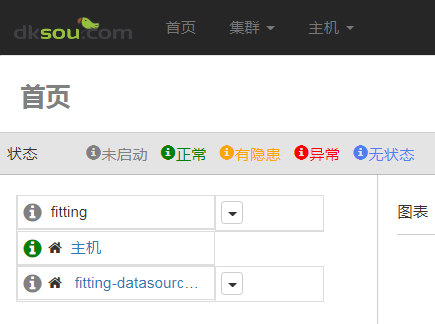 dksou.com 首页 集群 主机
首页
状态 未启动 正常 有隐患 异常 无状态
fitting
图表
主机
fitting-datasourc...